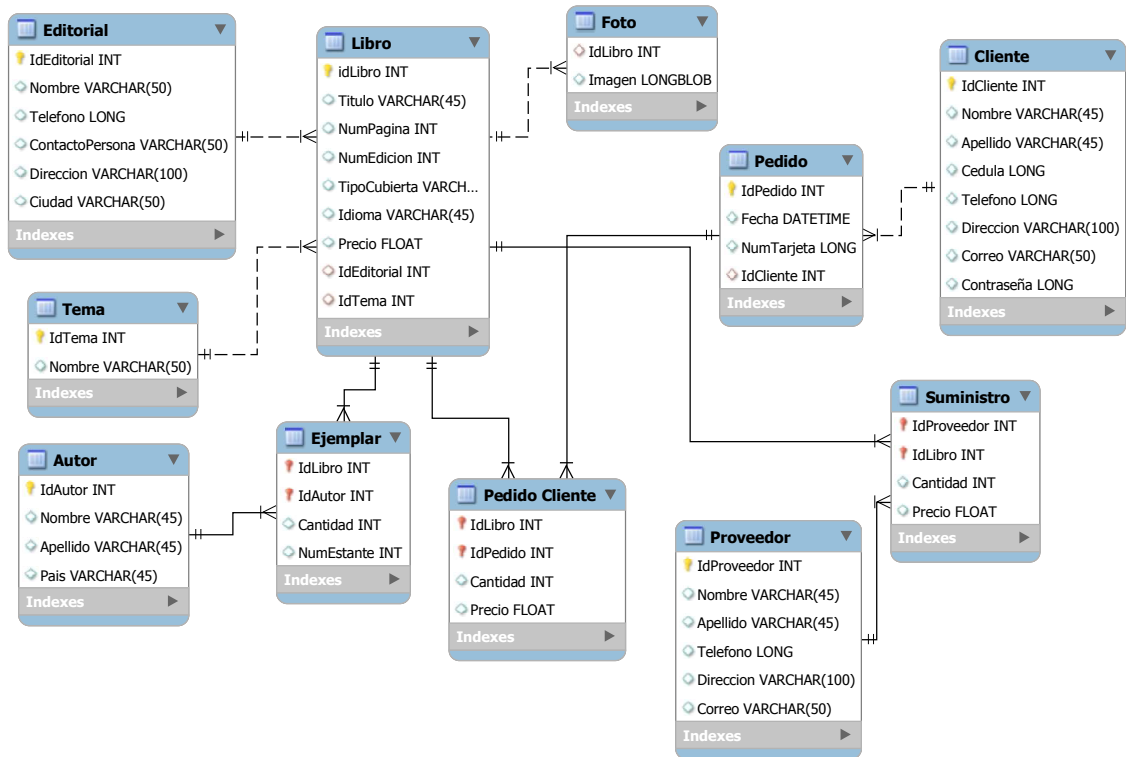 Editorial
IdEditorial INT
Nombre VARCHAR(50)
Telefono LONG
ContactoPersona VARCHAR(50)
Direccion VARCHAR(100)
Ciudad VARCHAR(50)
Indexes
Libro
idLibro INT
Titulo VARCHAR(45)
NumPagina INT
NumEdicion INT
TipoCubierta VARCH...
Idioma VARCHAR(45)
Precio FLOAT
IdEditorial INT
IdTema INT
Indexes
Foto
IdLibro INT
Imagen LONGBLOB
Indexes
Cliente
IdCliente INT
Nombre VARCHAR(45)
Apellido VARCHAR(45)
Cedula LONG
Telefono LONG
Direccion VARCHAR(100)
Correo VARCHAR(50)
Contraseña LONG
Indexes
Pedido
IdPedido INT
Fecha DATETIME
NumTarjeta LONG
IdCliente INT
Indexes
Tema
IdTema INT
Nombre VARCHAR(50)
Indexes
Autor
IdAutor INT
Nombre VARCHAR(45)
Apellido VARCHAR(45)
Pais VARCHAR(45)
Indexes
Ejemplar
IdLibro INT
IdAutor INT
Cantidad INT
NumEstante INT
Indexes
Pedido Cliente
IdLibro INT
IdPedido INT
Cantidad INT
Precio FLOAT
Indexes
Suministro
IdProveedor INT
IdLibro INT
Cantidad INT
Precio FLOAT
Indexes
Proveedor
IdProveedor INT
Nombre VARCHAR(45)
Apellido VARCHAR(45)
Telefono LONG
Direccion VARCHAR(100)
Correo VARCHAR(50)
Indexes